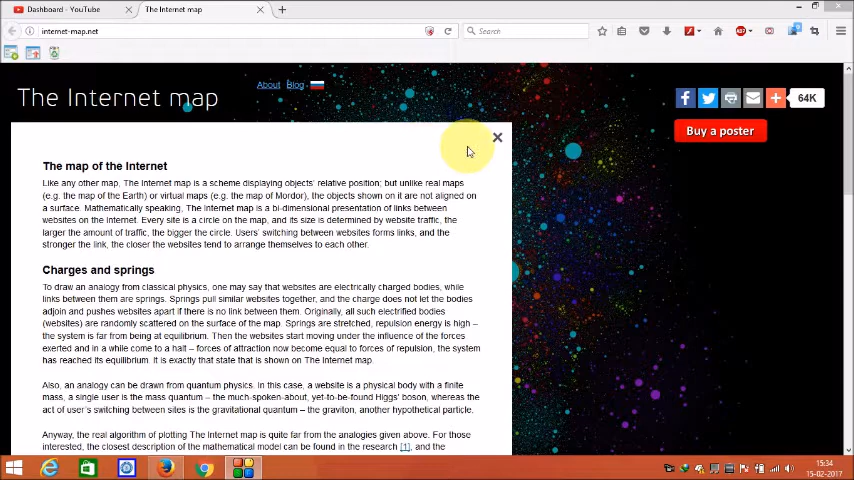 Dashboard - YouTube
The Internet map
internet-map.net
Search
ABP
The Internet map
About
Blog
64K
Buy a poster
The map of the Internet
Like any other map, The Internet map is a scheme displaying objects' relative position; but unlike real maps
(e.g. the map of the Earth) or virtual maps (e.g. the map of Mordor), the objects shown on it are not aligned on
a surface. Mathematically speaking, The Internet map is a bi-dimensional presentation of links between
websites on the Internet. Every site is a circle on the map, and its size is determined by website traffic, the
larger the amount of traffic, the bigger the circle. Users' switching between websites forms links, and the
stronger the link, the closer the websites tend to arrange themselves to each other.
Charges and springs
To draw an analogy from classical physics, one may say that websites are electrically charged bodies, while
links between them are springs. Springs pull similar websites together, and the charge does not let the bodies
adjoin and pushes websites apart if there is no link between them. Originally, all such electrified bodies
(websites) are randomly scattered on the surface of the map. Springs are stretched, repulsion energy is high –
the system is far from being at equilibrium. Then the websites start moving under the influence of the forces
exerted and in a while come to a halt – forces of attraction now become equal to forces of repulsion, the system
has reached its equilibrium. It is exactly that state that is shown on The Internet map.
Also, an analogy can be drawn from quantum physics. In this case, a website is a physical body with a finite
mass, a single user is the mass quantum – the much-spoken-about, yet-to-be-found Higgs' boson, whereas the
act of user's switching between sites is the gravitational quantum – the graviton, another hypothetical particle.
Anyway, the real algorithm of plotting The Internet map is quite far from the analogies given above. For those
interested, the closest description of the mathematical model can be found in the research [1], and the
15:34
15-02-2017